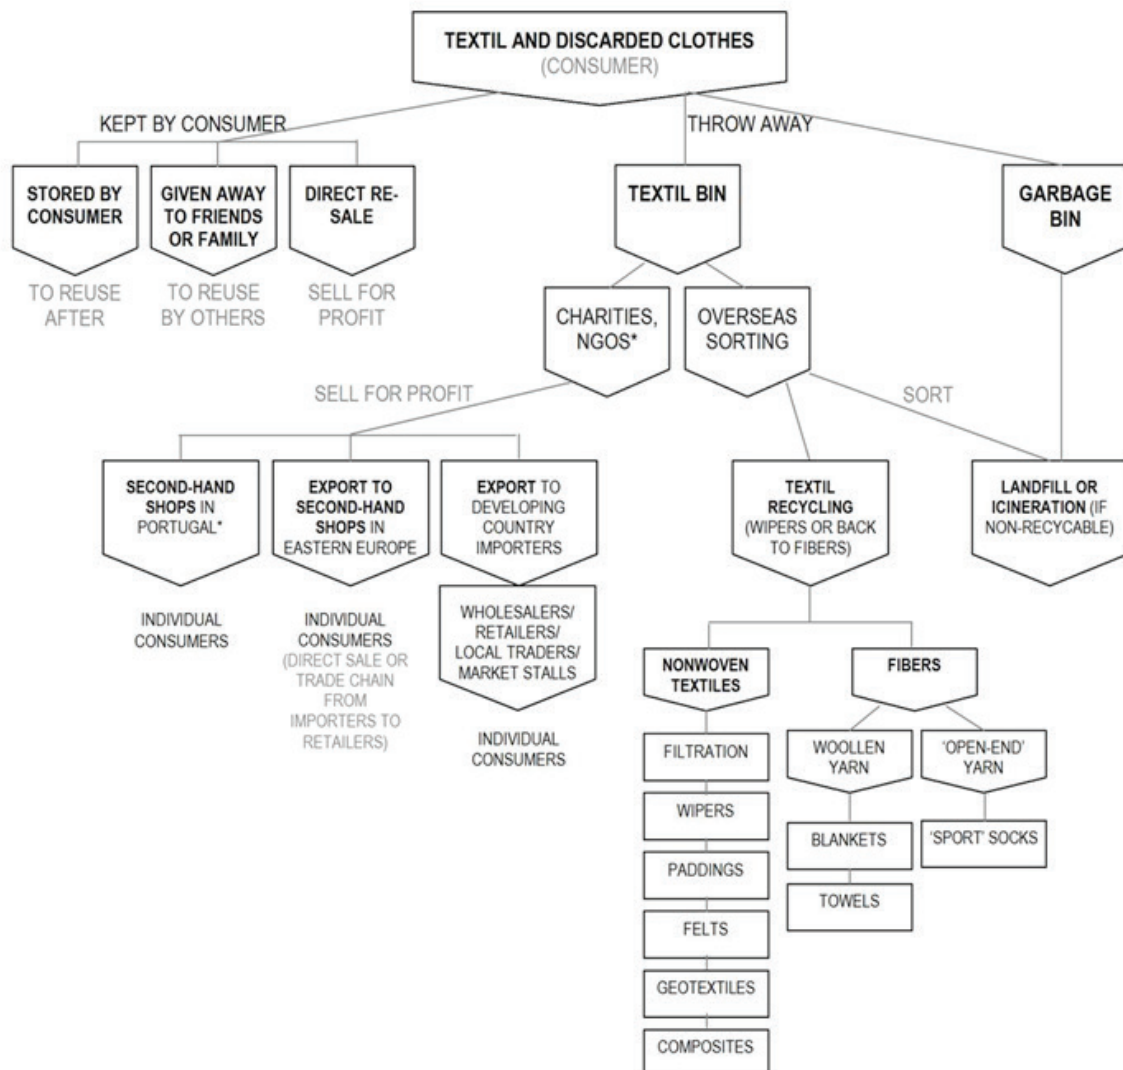 TEXTIL AND DISCARDED CLOTHES
(CONSUMER)
KEPT BY CONSUMER
THROW AWAY
STORED BY
CONSUMER
GIVEN AWAY
TO FRIENDS
OR FAMILY
DIRECT RE-
SALE
TEXTIL BIN
GARBAGE
BIN
TO REUSE
AFTER
TO REUSE
BY OTHERS
SELL FOR
PROFIT
CHARITIES,
NGOS*
OVERSEAS
SORTING
SELL FOR PROFIT
SORT
SECOND-HAND
SHOPS IN
PORTUGAL*
EXPORT TO
SECOND-HAND
SHOPS IN
EASTERN EUROPE
EXPORT TO
DEVELOPING
COUNTRY
IMPORTERS
TEXTIL
RECYCLING
(WIPERS OR BACK
TO FIBERS)
LANDFILL OR
ICINERATION (IF
NON-RECYCABLE)
INDIVIDUAL
CONSUMERS
INDIVIDUAL
CONSUMERS
(DIRECT SALE OR
TRADE CHAIN
FROM
IMPORTERS TO
RETAILERS)
WHOLESALERS/
RETAILERS/
LOCAL TRADERS/
MARKET STALLS
INDIVIDUAL
CONSUMERS
NONWOVEN
TEXTILES
FIBERS
FILTRATION
WIPERS
PADDINGS
FELTS
GEOTEXTILES
COMPOSITES
WOOLLEN
YARN
'OPEN-END'
YARN
BLANKETS
TOWELS
'SPORT' SOCKS